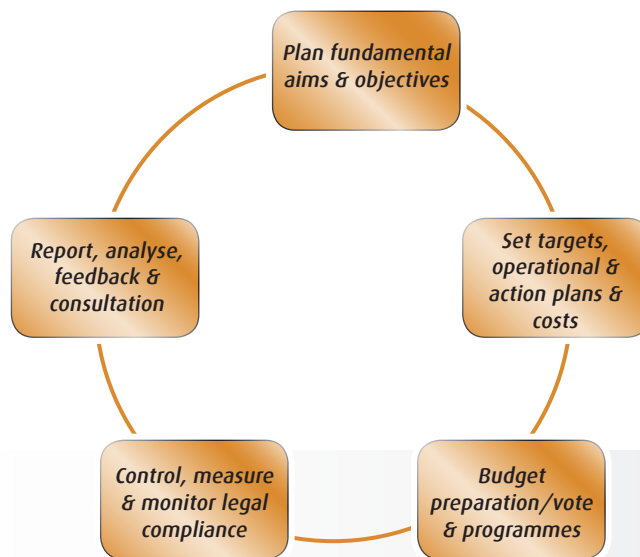 Plan fundamental
aims & objectives
Set targets,
operational &
action plans &
costs
Budget
preparation/vote
& programmes
Control, measure
& monitor legal
compliance
Report, analyse,
feedback &
consultation